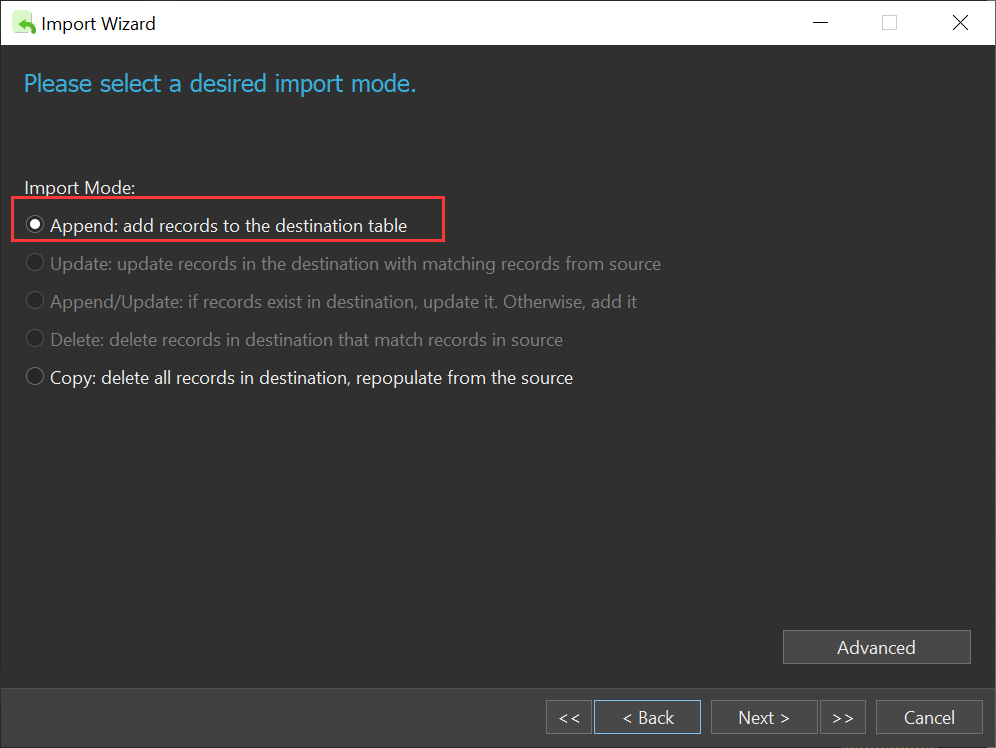 Import Wizard
Please select a desired import mode.
Import Mode:
Append: add records to the destination table
Update: update records in the destination with matching records from source
Append/Update: if records exist in destination, update it. Otherwise, add it
Delete: delete records in destination that match records in source
Copy: delete all records in destination, repopulate from the source
Advanced
<< < Back Next > >> Cancel